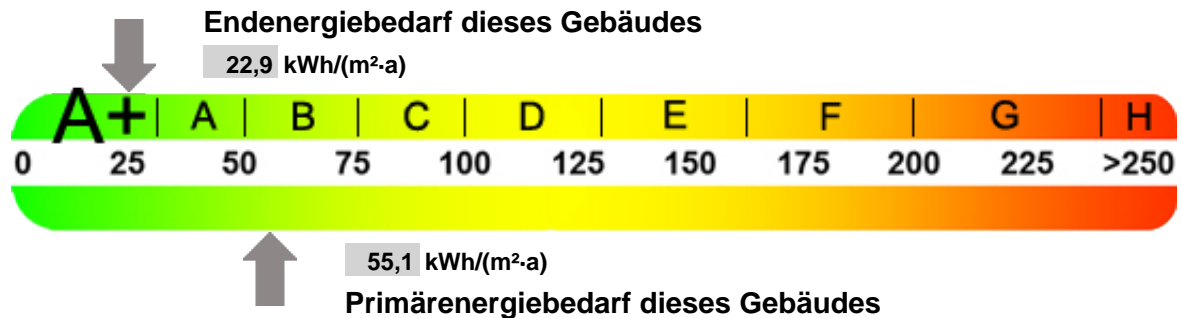 Endenergiebedarf dieses Gebäudes
22,9 kWh/(m²·a)
A+ | A | B | C | D | E | F | G | H
0 25 50 75 100 125 150 175 200 225 >250
55,1 kWh/(m²·a)
Primärenergiebedarf dieses Gebäudes